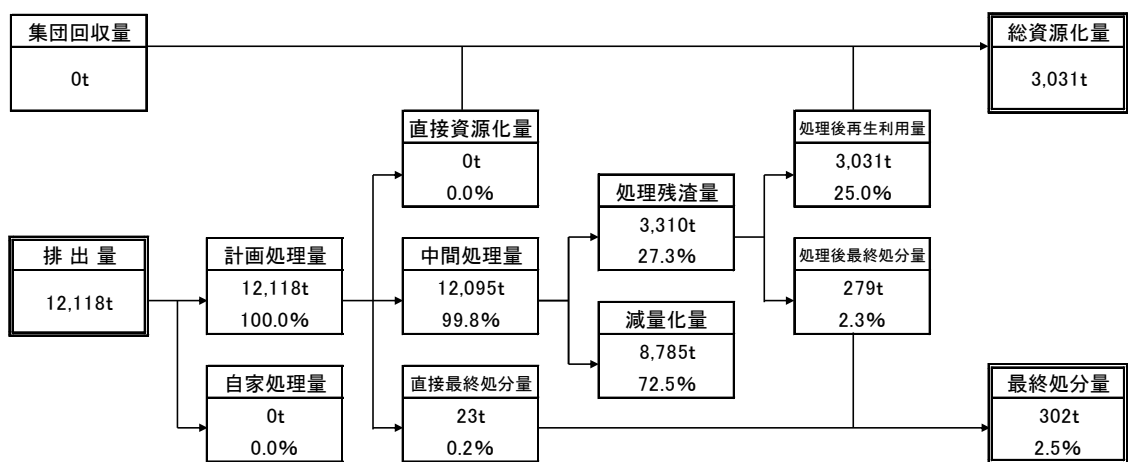 集団回収量
0t
総資源化量
3,031t
直接資源化量
0t
0.0%
処理後再生利用量
3,031t
25.0%
処理残渣量
3,310t
27.3%
排出量
12,118t
計画処理量
12,118t
100.0%
中間処理量
12,095t
99.8%
処理後最終処分量
279t
2.3%
減量化量
8,785t
72.5%
自家処理量
0t
0.0%
直接最終処分量
23t
0.2%
最終処分量
302t
2.5%